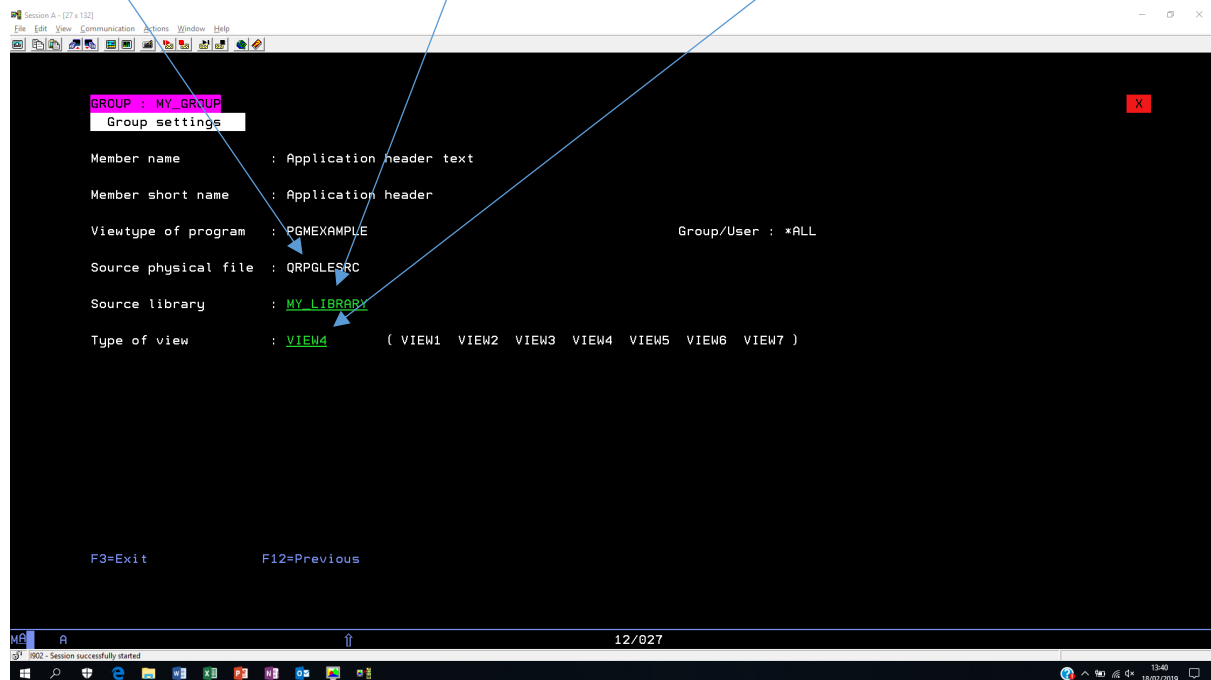 Session A - [27 x 132]
File Edit View Communication Actions Window Help
GROUP : MY_GROUP X
Group settings
Member name : Application header text
Member short name : Application header
Viewtype of program : PGMEXAMPLE Group/User : *ALL
Source physical file : QRPGLESRC
Source library : MY_LIBRARY
Type of view : VIEW4 ( VIEW1 VIEW2 VIEW3 VIEW4 VIEW5 VIEW6 VIEW7 )
F3=Exit F12=Previous
MA A 12/027
I902 - Session successfully started
13:40
18/02/2019